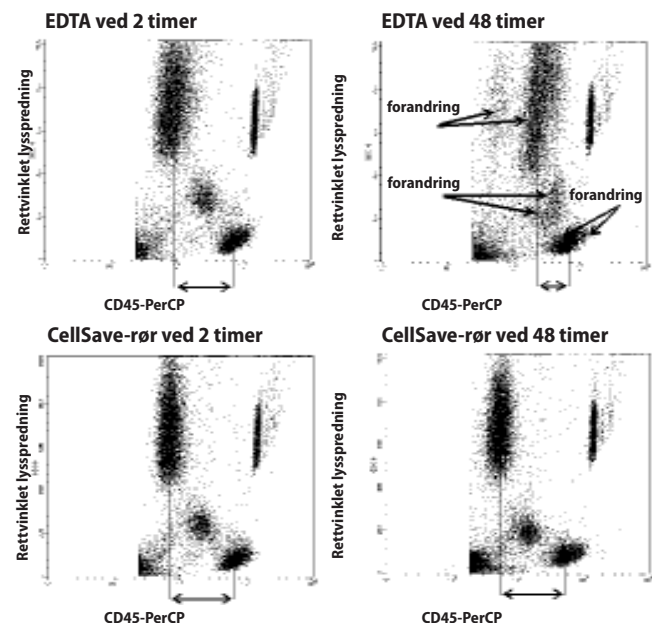 EDTA ved 2 timer
EDTA ved 48 timer
Rettvinklet lysspredning
Rettvinklet lysspredning
forandring
forandring
forandring
CD45-PerCP
CD45-PerCP
CellSave-rør ved 2 timer
CellSave-rør ved 48 timer
Rettvinklet lysspredning
Rettvinklet lysspredning
CD45-PerCP
CD45-PerCP